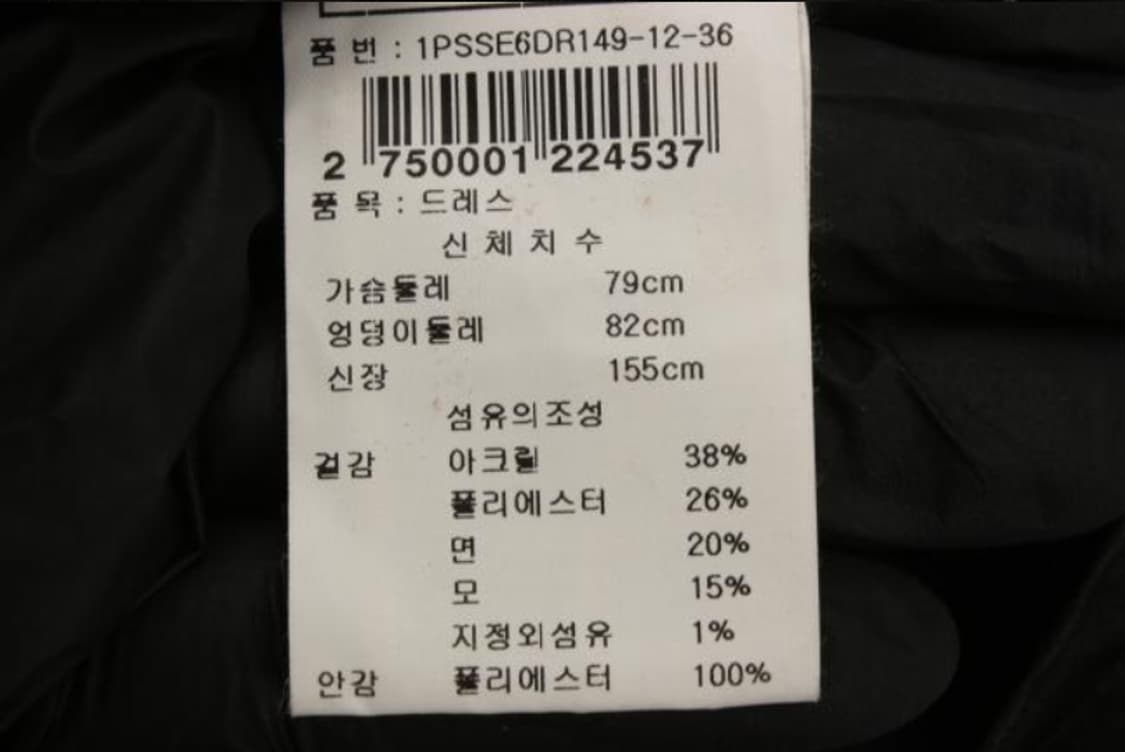 품 번 : 1PSSE6DR149-12-36
2 750001 224537
품 목 : 드레스
신 체 치 수
가슴둘레 79cm
엉덩이둘레 82cm
신장 155cm
섬유의조성
겉감 아크릴 38%
폴리에스터 26%
면 20%
모 15%
지정외섬유 1%
안감 폴리에스터 100%